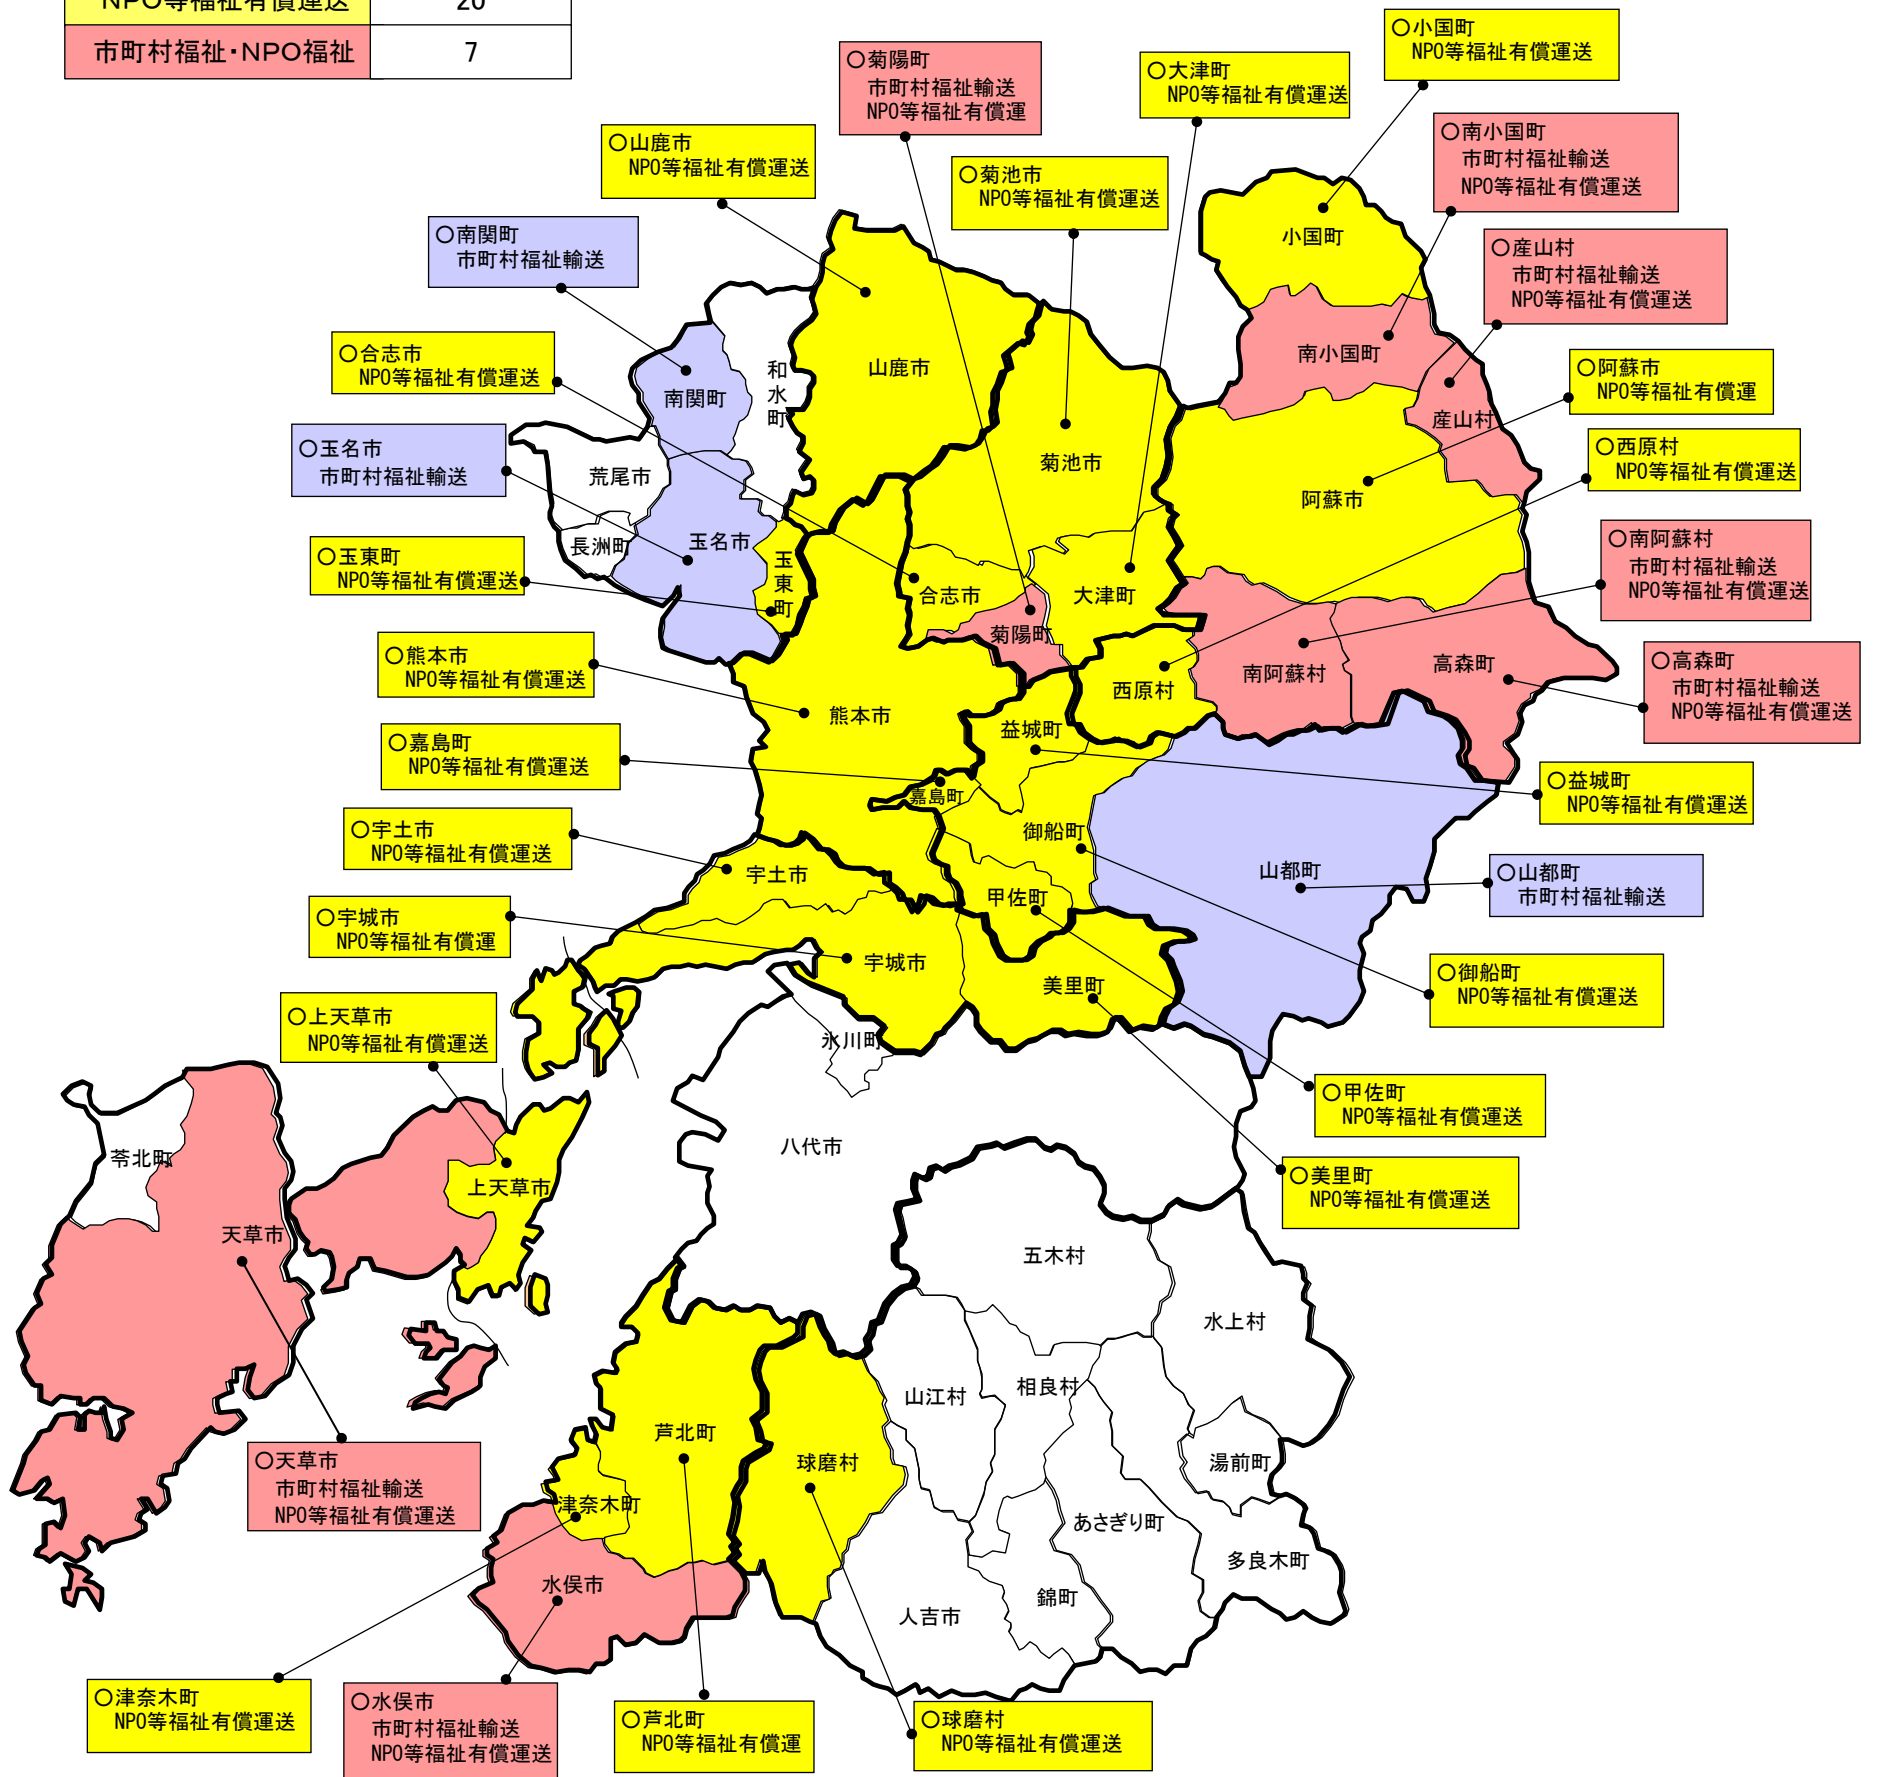 NPO等福祉有償運送 20
市町村福祉・NPO福祉 7
〇小国町
NPO等福祉有償運送
〇菊陽町
市町村福祉輸送
NPO等福祉有償運
〇大津町
NPO等福祉有償運送
〇南小国町
市町村福祉輸送
NPO等福祉有償運送
〇山鹿市
NPO等福祉有償運送
〇菊池市
NPO等福祉有償運送
〇南関町
市町村福祉輸送
〇産山村
市町村福祉輸送
NPO等福祉有償運送
〇合志市
NPO等福祉有償運送
〇阿蘇市
NPO等福祉有償運
〇玉名市
市町村福祉輸送
〇西原村
NPO等福祉有償運送
〇玉東町
NPO等福祉有償運送
〇南阿蘇村
市町村福祉輸送
NPO等福祉有償運送
〇熊本市
NPO等福祉有償運送
〇高森町
市町村福祉輸送
NPO等福祉有償運送
〇嘉島町
NPO等福祉有償運送
〇益城町
NPO等福祉有償運送
〇宇土市
NPO等福祉有償運送
〇山都町
市町村福祉輸送
〇宇城市
NPO等福祉有償運
〇御船町
NPO等福祉有償運送
〇上天草市
NPO等福祉有償運送
〇甲佐町
NPO等福祉有償運送
〇美里町
NPO等福祉有償運送
〇天草市
市町村福祉輸送
NPO等福祉有償運送
〇津奈木町
NPO等福祉有償運送
〇水俣市
市町村福祉輸送
NPO等福祉有償運送
〇芦北町
NPO等福祉有償運
〇球磨村
NPO等福祉有償運送
小国町
南小国町
産山村
山鹿市
和水町
南関町
菊池市
阿蘇市
荒尾市
長洲町
玉名市
玉東町
合志市
大津町
菊陽町
西原村
南阿蘇村
高森町
熊本市
益城町
嘉島町
御船町
山都町
宇土市
甲佐町
宇城市
美里町
氷川町
八代市
苓北町
上天草市
天草市
五木村
水上村
山江村
相良村
芦北町
球磨村
湯前町
津奈木町
あさぎり町
多良木町
水俣市
錦町
人吉市